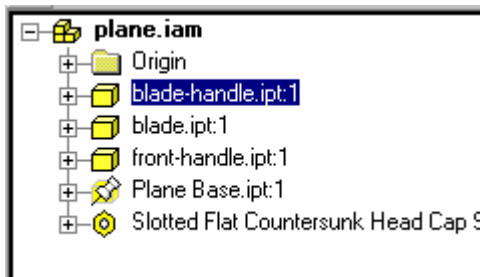 plane.iam
Origin
blade-handle.ipt:1
blade.ipt:1
front-handle.ipt:1
Plane Base.ipt:1
Slotted Flat Countersunk Head Cap